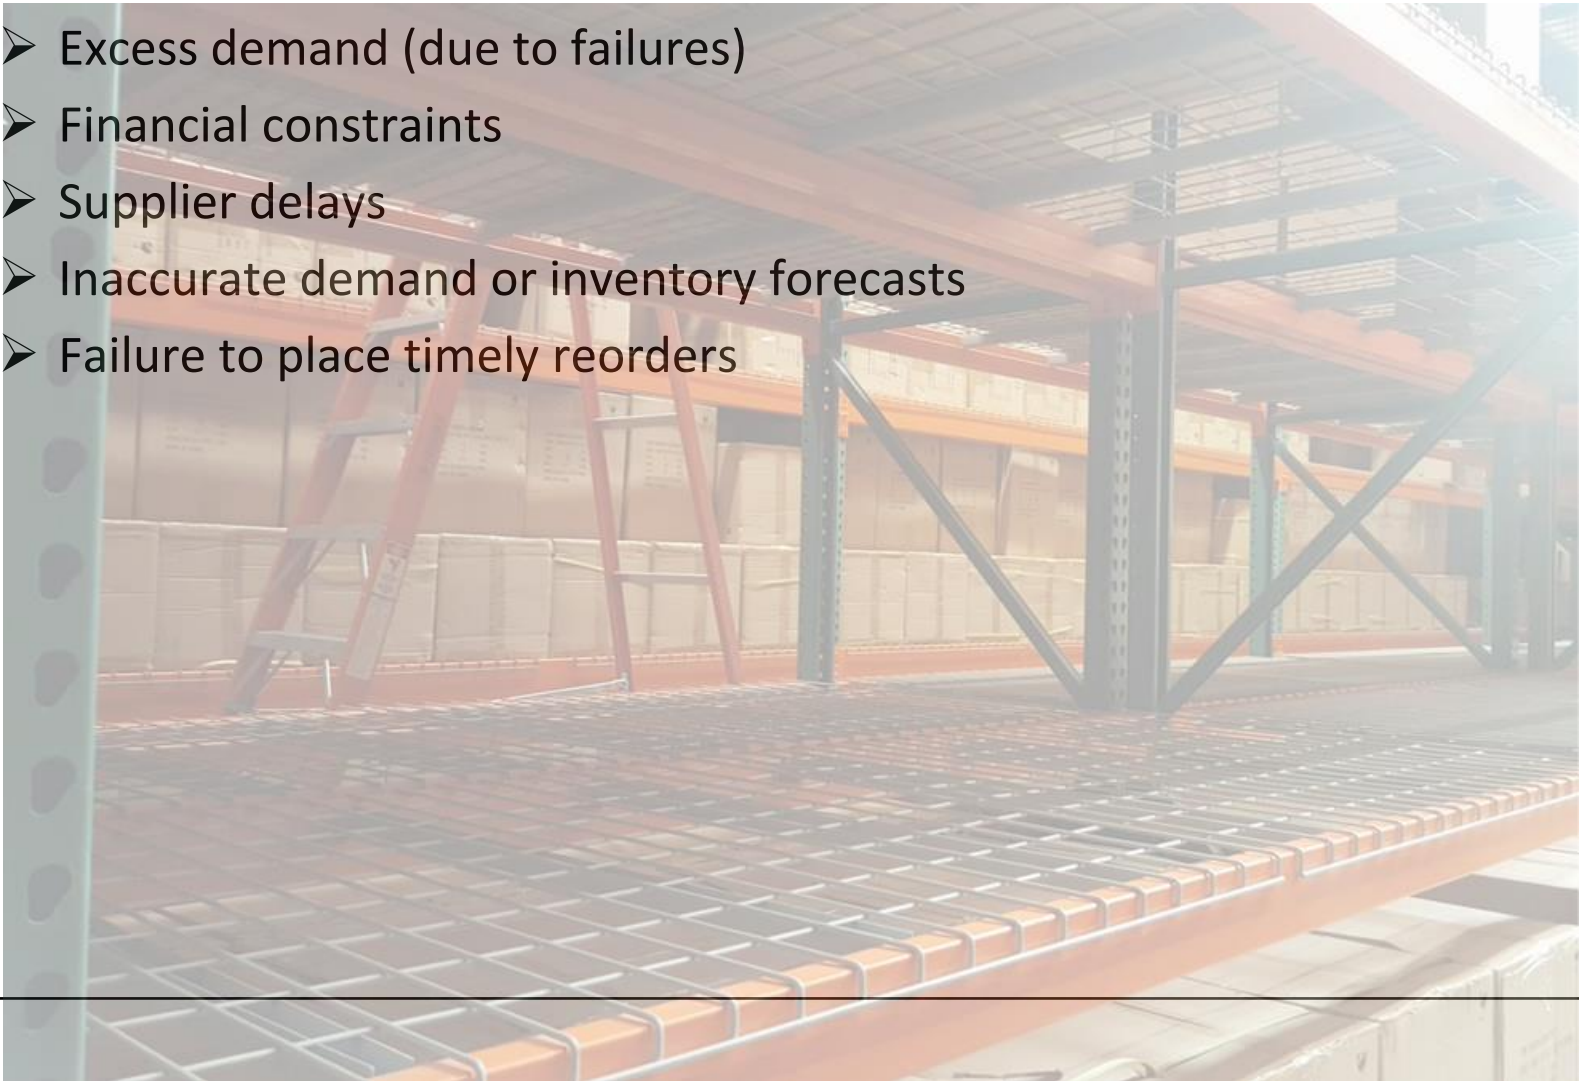 ➢ Excess demand (due to failures)
➢ Financial constraints
➢ Supplier delays
➢ Inaccurate demand or inventory forecasts
➢ Failure to place timely reorders